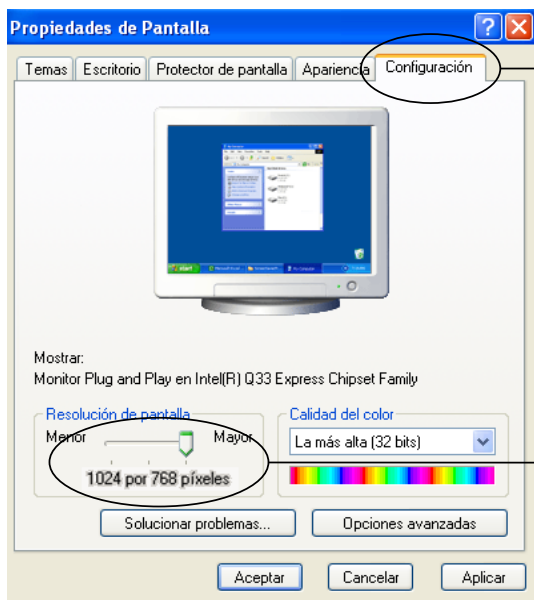 Propiedades de Pantalla
Temas Escritorio Protector de pantalla Apariencia Configuración
Mostrar:
Monitor Plug and Play en Intel(R) Q33 Express Chipset Family
Resolución de pantalla
Menor Mayor
1024 por 768 píxeles
Calidad del color
La más alta (32 bits)
Solucionar problemas... Opciones avanzadas
Aceptar Cancelar Aplicar